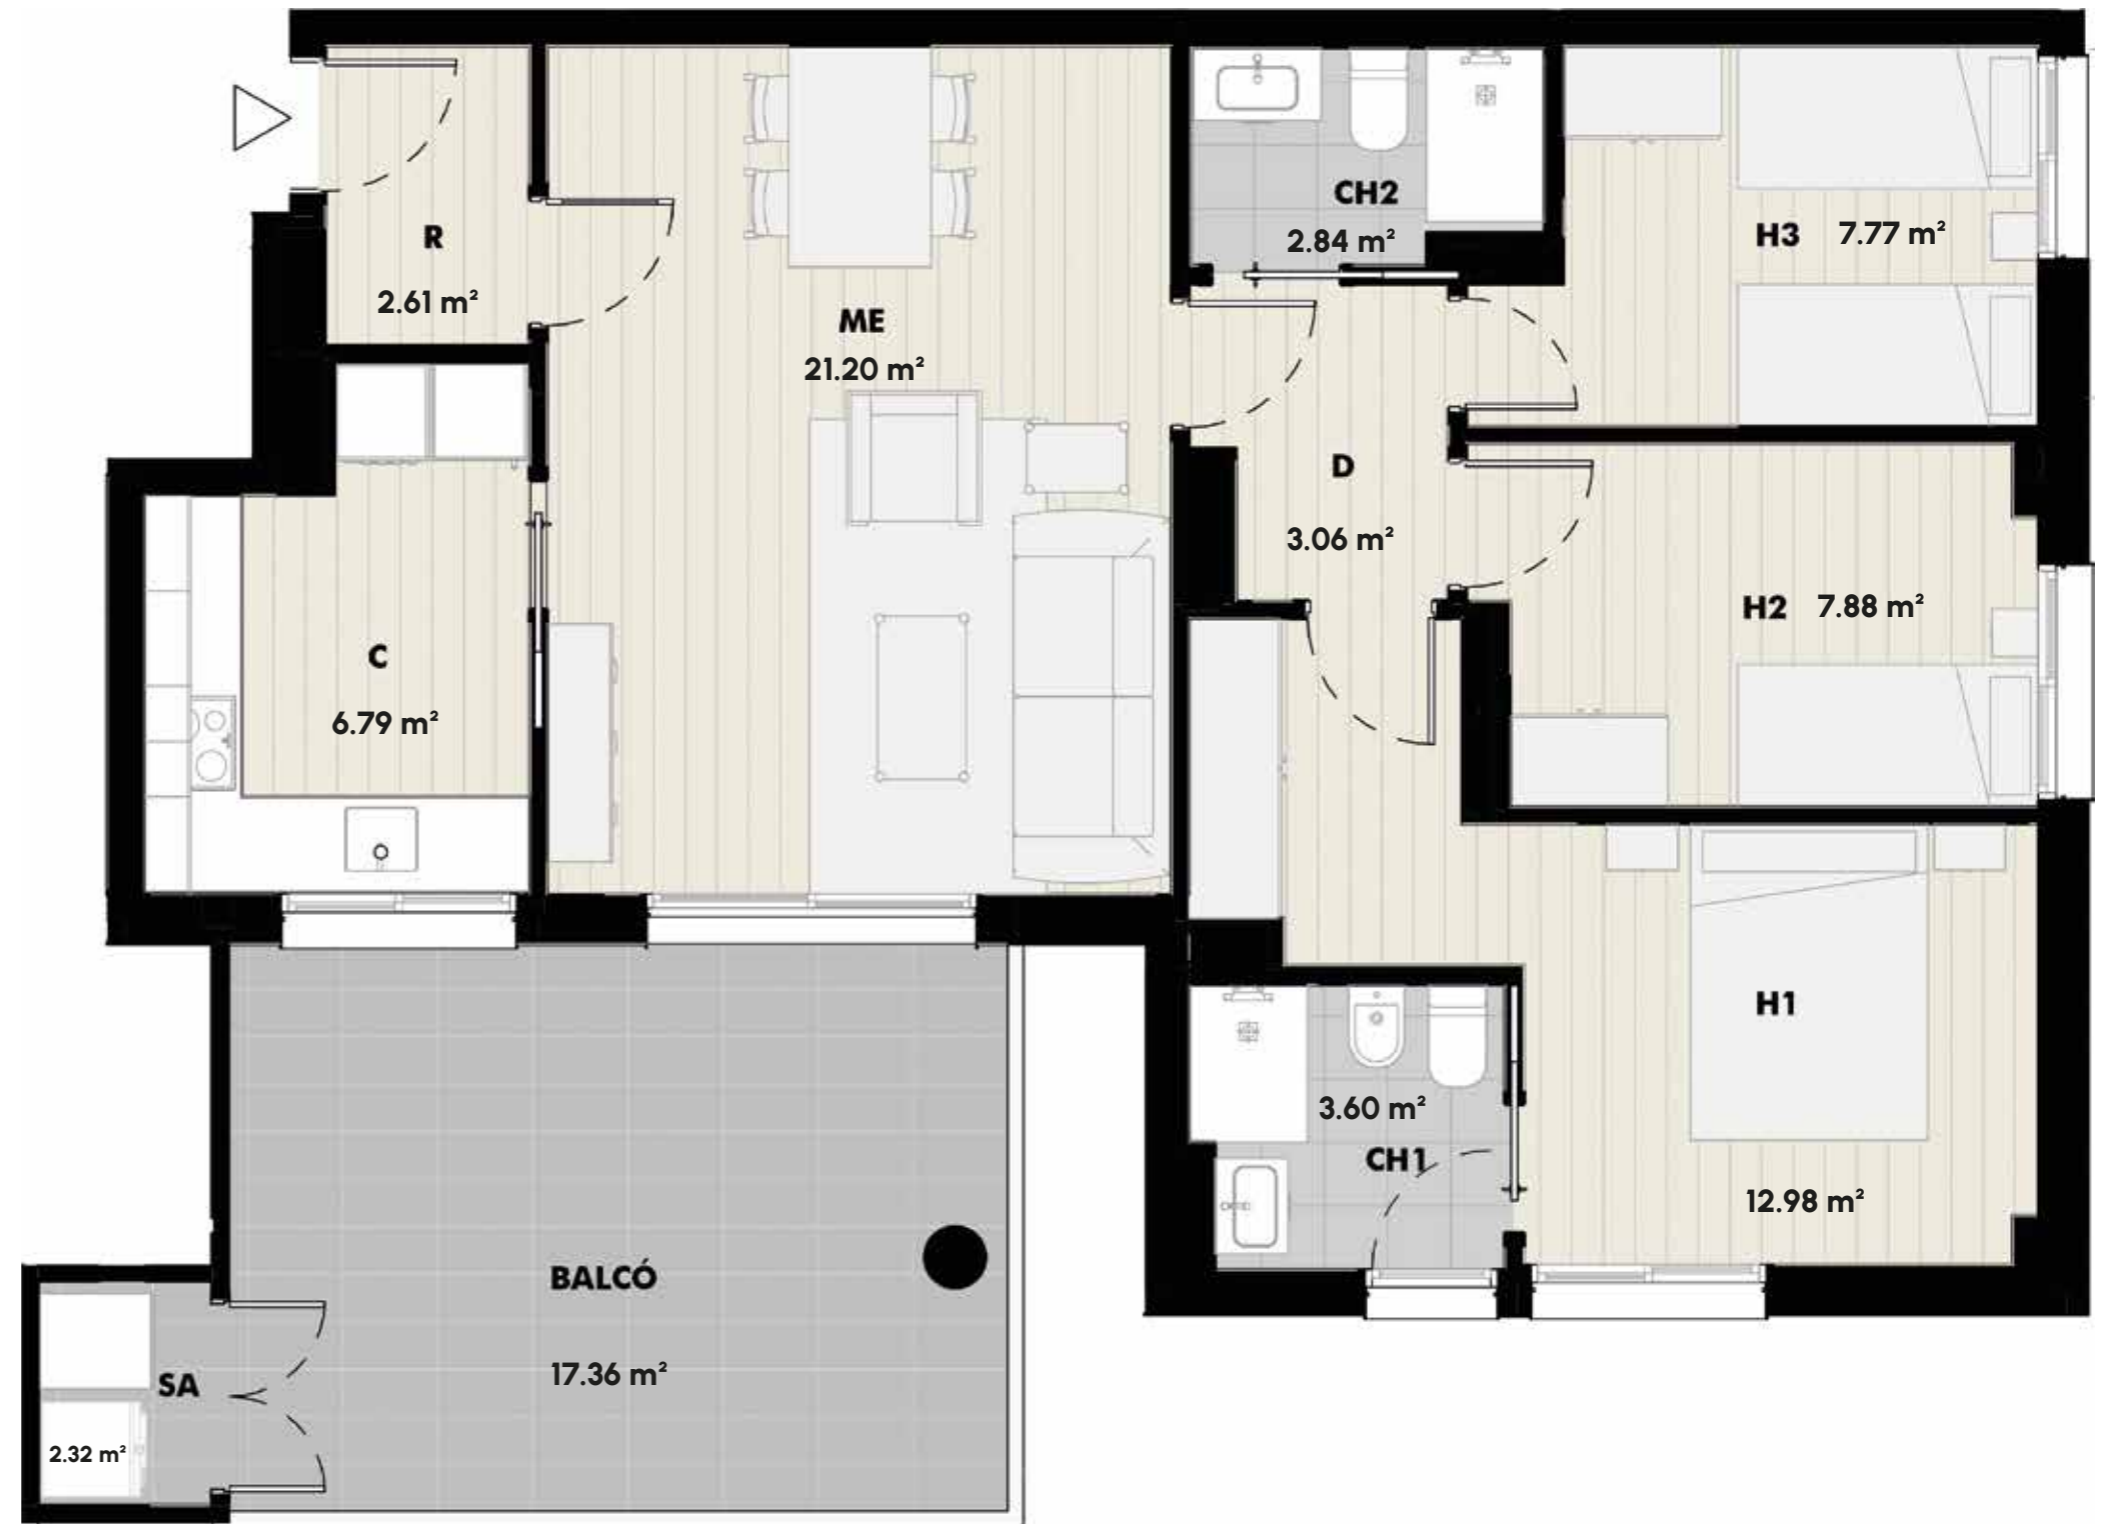 R
2.61 m²
ME
21.20 m²
CH2
2.84 m²
H3 7.77 m²
D
3.06 m²
H2 7.88 m²
C
6.79 m²
H1
12.98 m²
3.60 m²
CH1
BALCÓ
17.36 m²
SA
2.32 m²